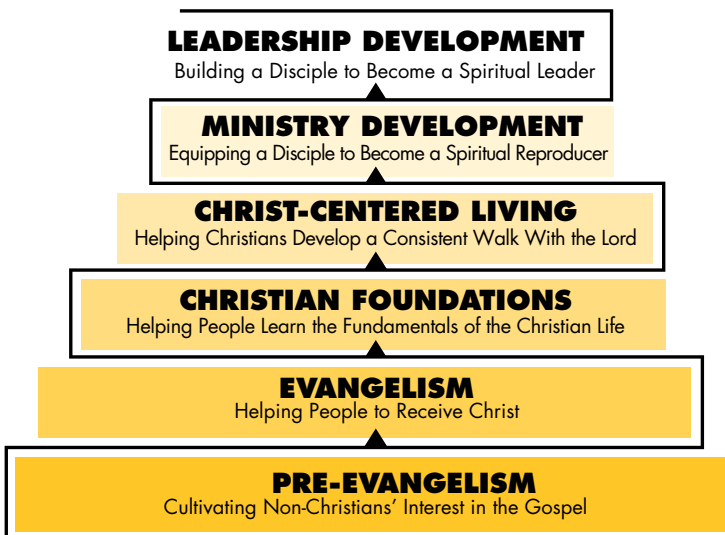 LEADERSHIP DEVELOPMENT
Building a Disciple to Become a Spiritual Leader
MINISTRY DEVELOPMENT
Equipping a Disciple to Become a Spiritual Reproducer
CHRIST-CENTERED LIVING
Helping Christians Develop a Consistent Walk With the Lord
CHRISTIAN FOUNDATIONS
Helping People Learn the Fundamentals of the Christian Life
EVANGELISM
Helping People to Receive Christ
PRE-EVANGELISM
Cultivating Non-Christians' Interest in the Gospel